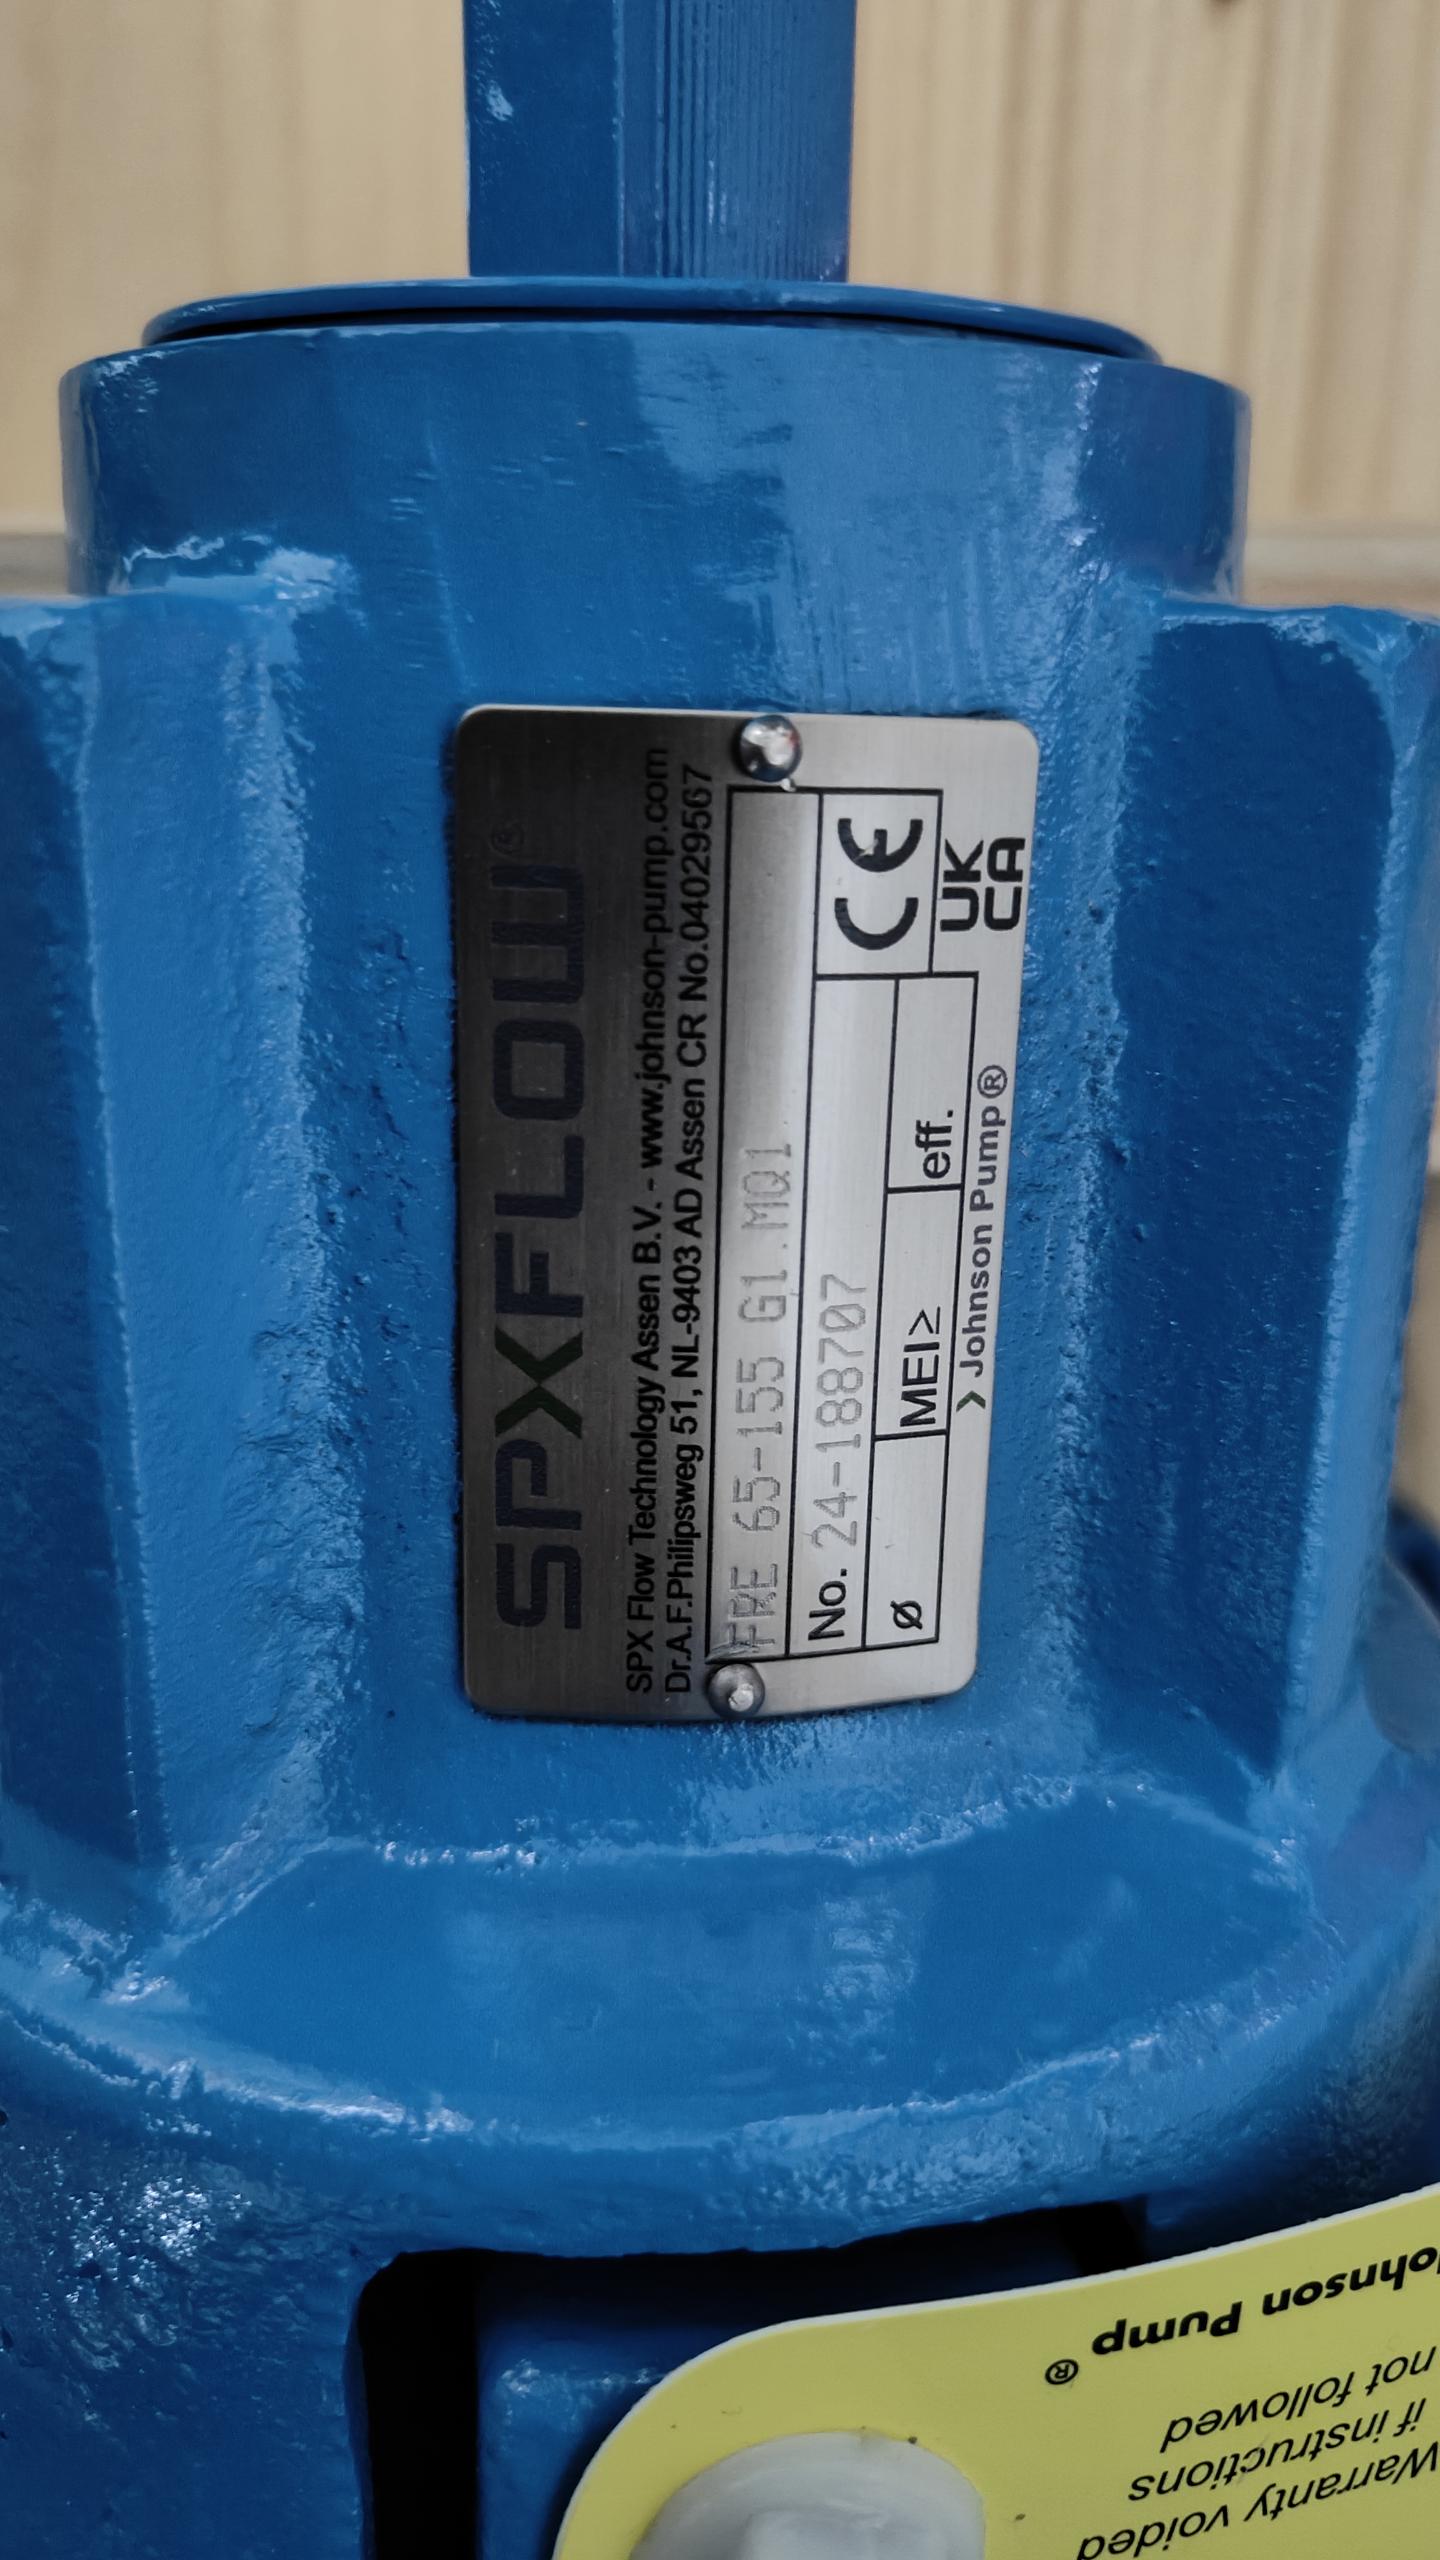 SPXFLOW®
SPX Flow Technology Assen B.V. - www.johnson-pump.com
Dr.A.F.Philipsweg 51, NL-9403 AD Assen CR No.04029567
FRE 65-155 G1.MQ1
No. 24-18707
CE
ø
MEI≥
eff.
UK
CA
Johnson Pump®
Warranty voided
if instructions
not followed
Johnson Pump®